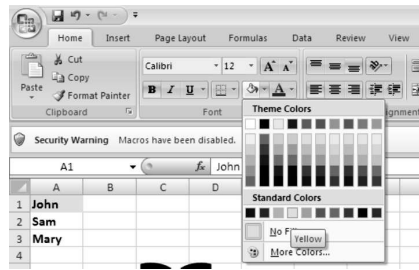 Home Insert Page Layout Formulas Data Review View
Cut
Copy
Format Painter
Paste
Calibri 12 A A
B I U A
Clipboard Font
Theme Colors
Standard Colors
No Fi
Yellow
More Colors...
Security Warning Macros have been disabled.
A1 fx John
A B C D
1 John
2 Sam
3 Mary
4